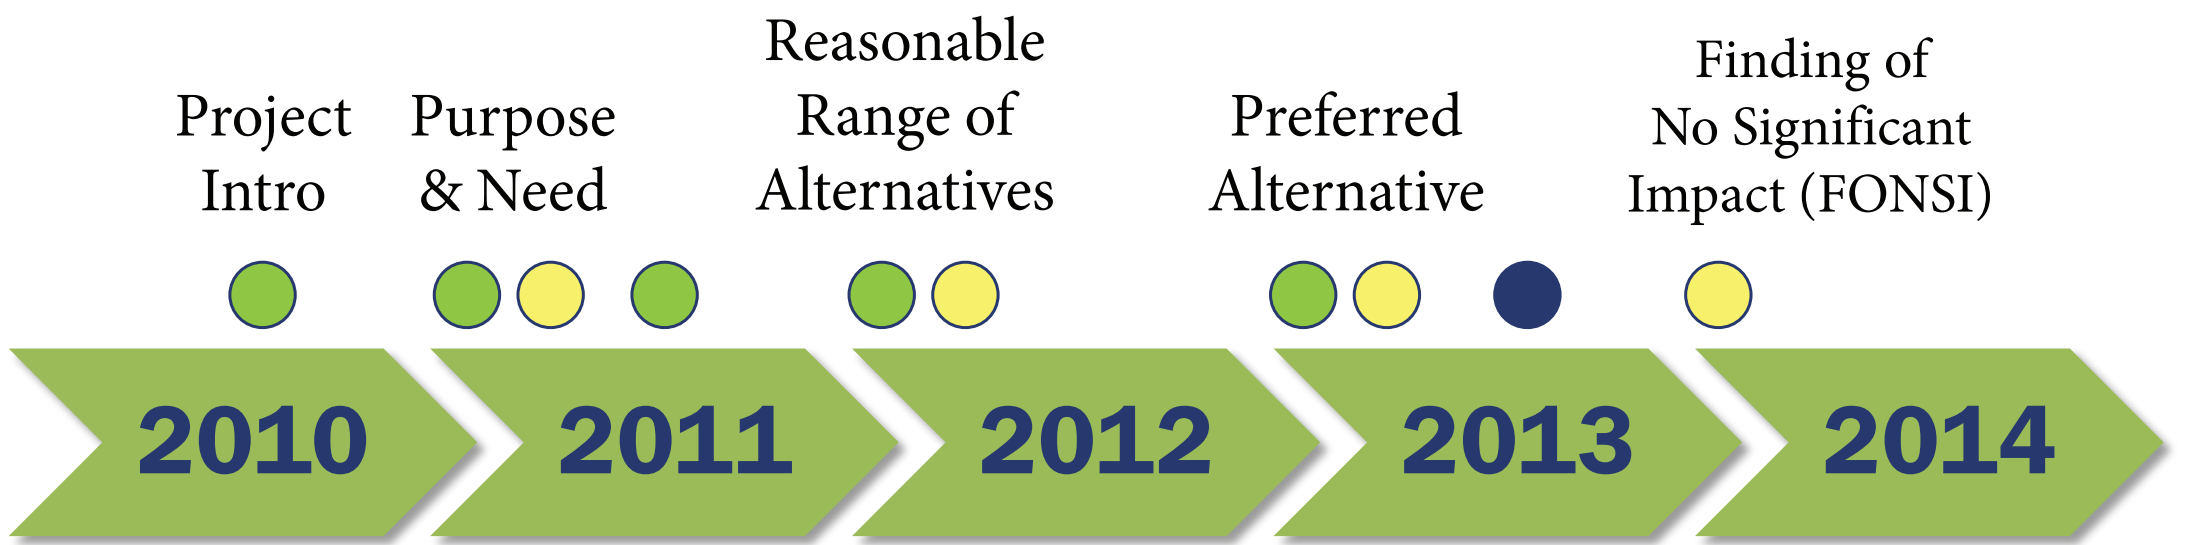 Project
Intro
Purpose
& Need
Reasonable
Range of
Alternatives
Preferred
Alternative
Finding of
No Significant
Impact (FONSI)
2010
2011
2012
2013
2014